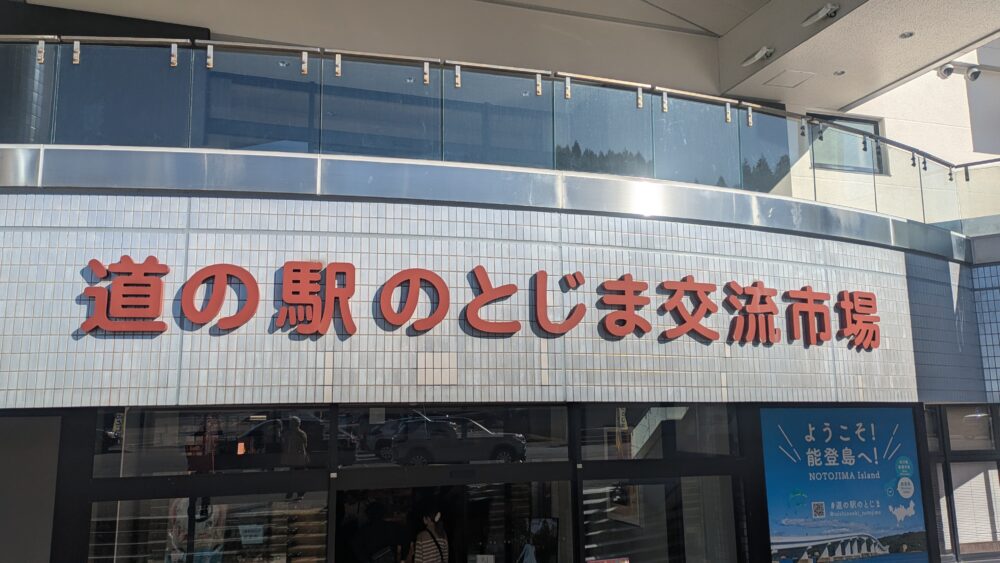 道の駅 のとじま交流市場
ようこそ!
能登島へ!
NOTOJIMA Island
#道の駅のとじま